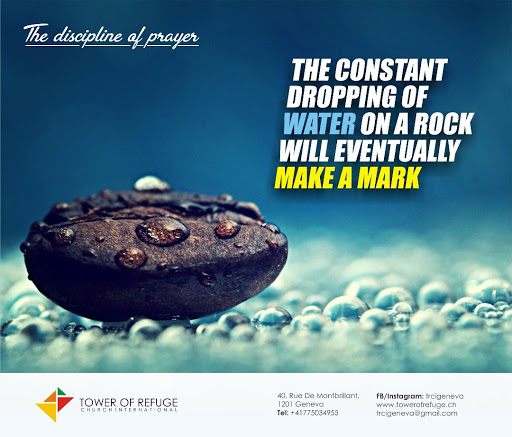 The discipline of prayer
THE CONSTANT
DROPPING OF
WATER ON A ROCK
WILL EVENTUALLY
MAKE A MARK
TOWER OF REFUGE
CHURCH INTERNATIONAL
40, Rue De Montbrillant,
1201 Geneva
Tel: +41775034955
FB/Instagram: trcigeneva
www.towerofrefuge.ch
trcigeneva@gmail.com